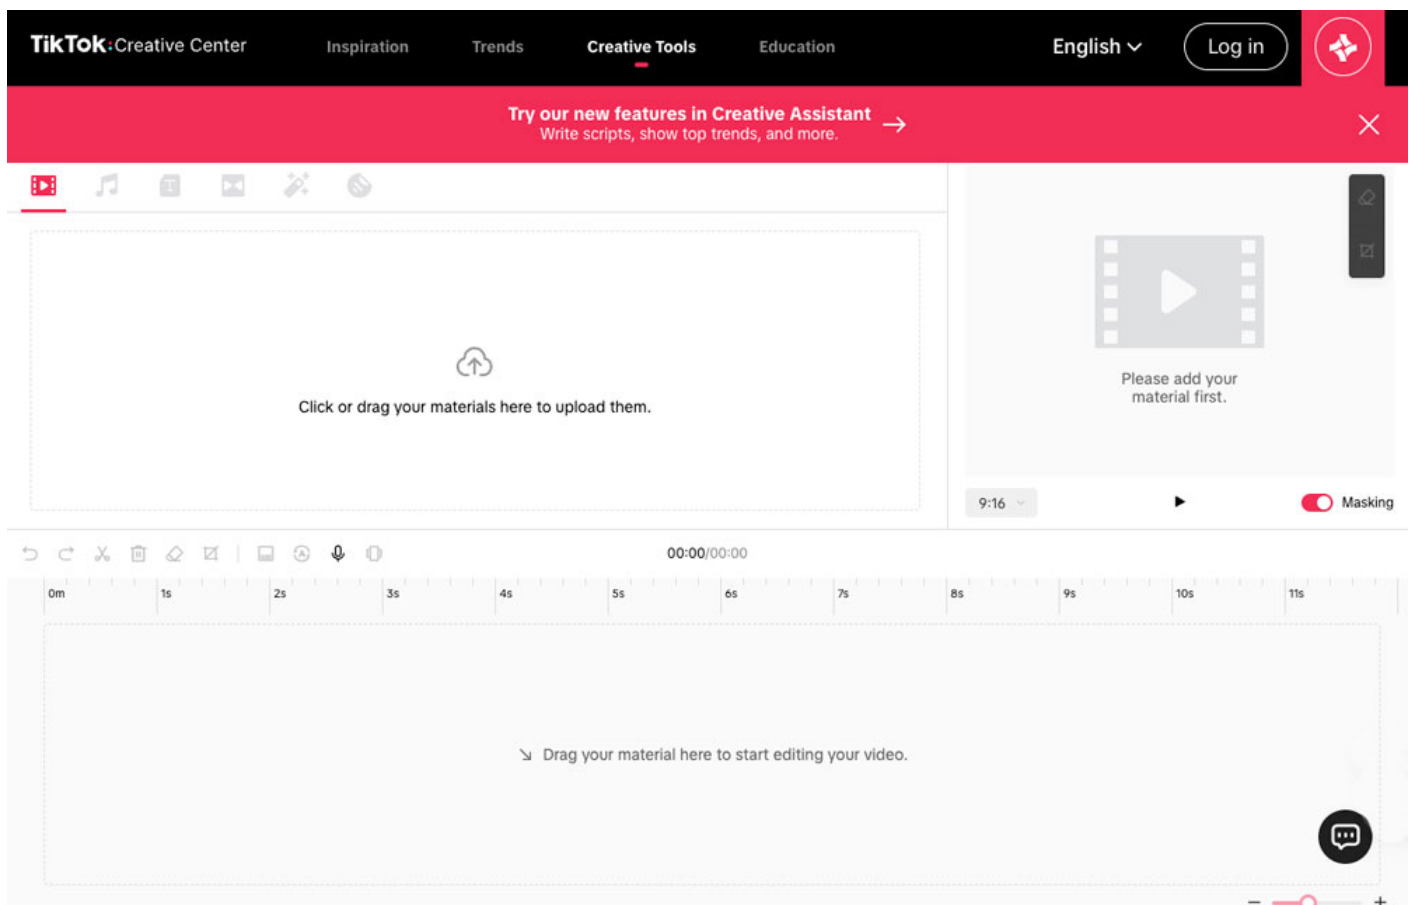 TikTok:Creative Center
Inspiration
Trends
Creative Tools
Education
English
Log in
Try our new features in Creative Assistant
Write scripts, show top trends, and more.
Click or drag your materials here to upload them.
Please add your
material first.
9:16
Masking
00:00/00:00
0m 1s 2s 3s 4s 5s 6s 7s 8s 9s 10s 11s
Drag your material here to start editing your video.